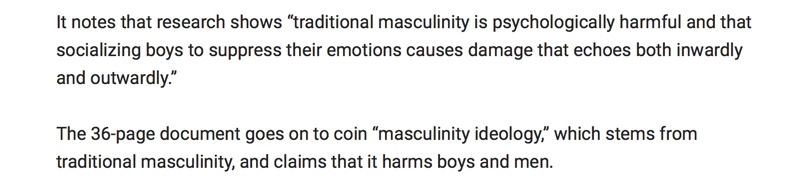 It notes that research shows “traditional masculinity is psychologically harmful and that
socializing boys to suppress their emotions causes damage that echoes both inwardly
and outwardly.”
The 36-page document goes on to coin “masculinity ideology,” which stems from
traditional masculinity, and claims that it harms boys and men.